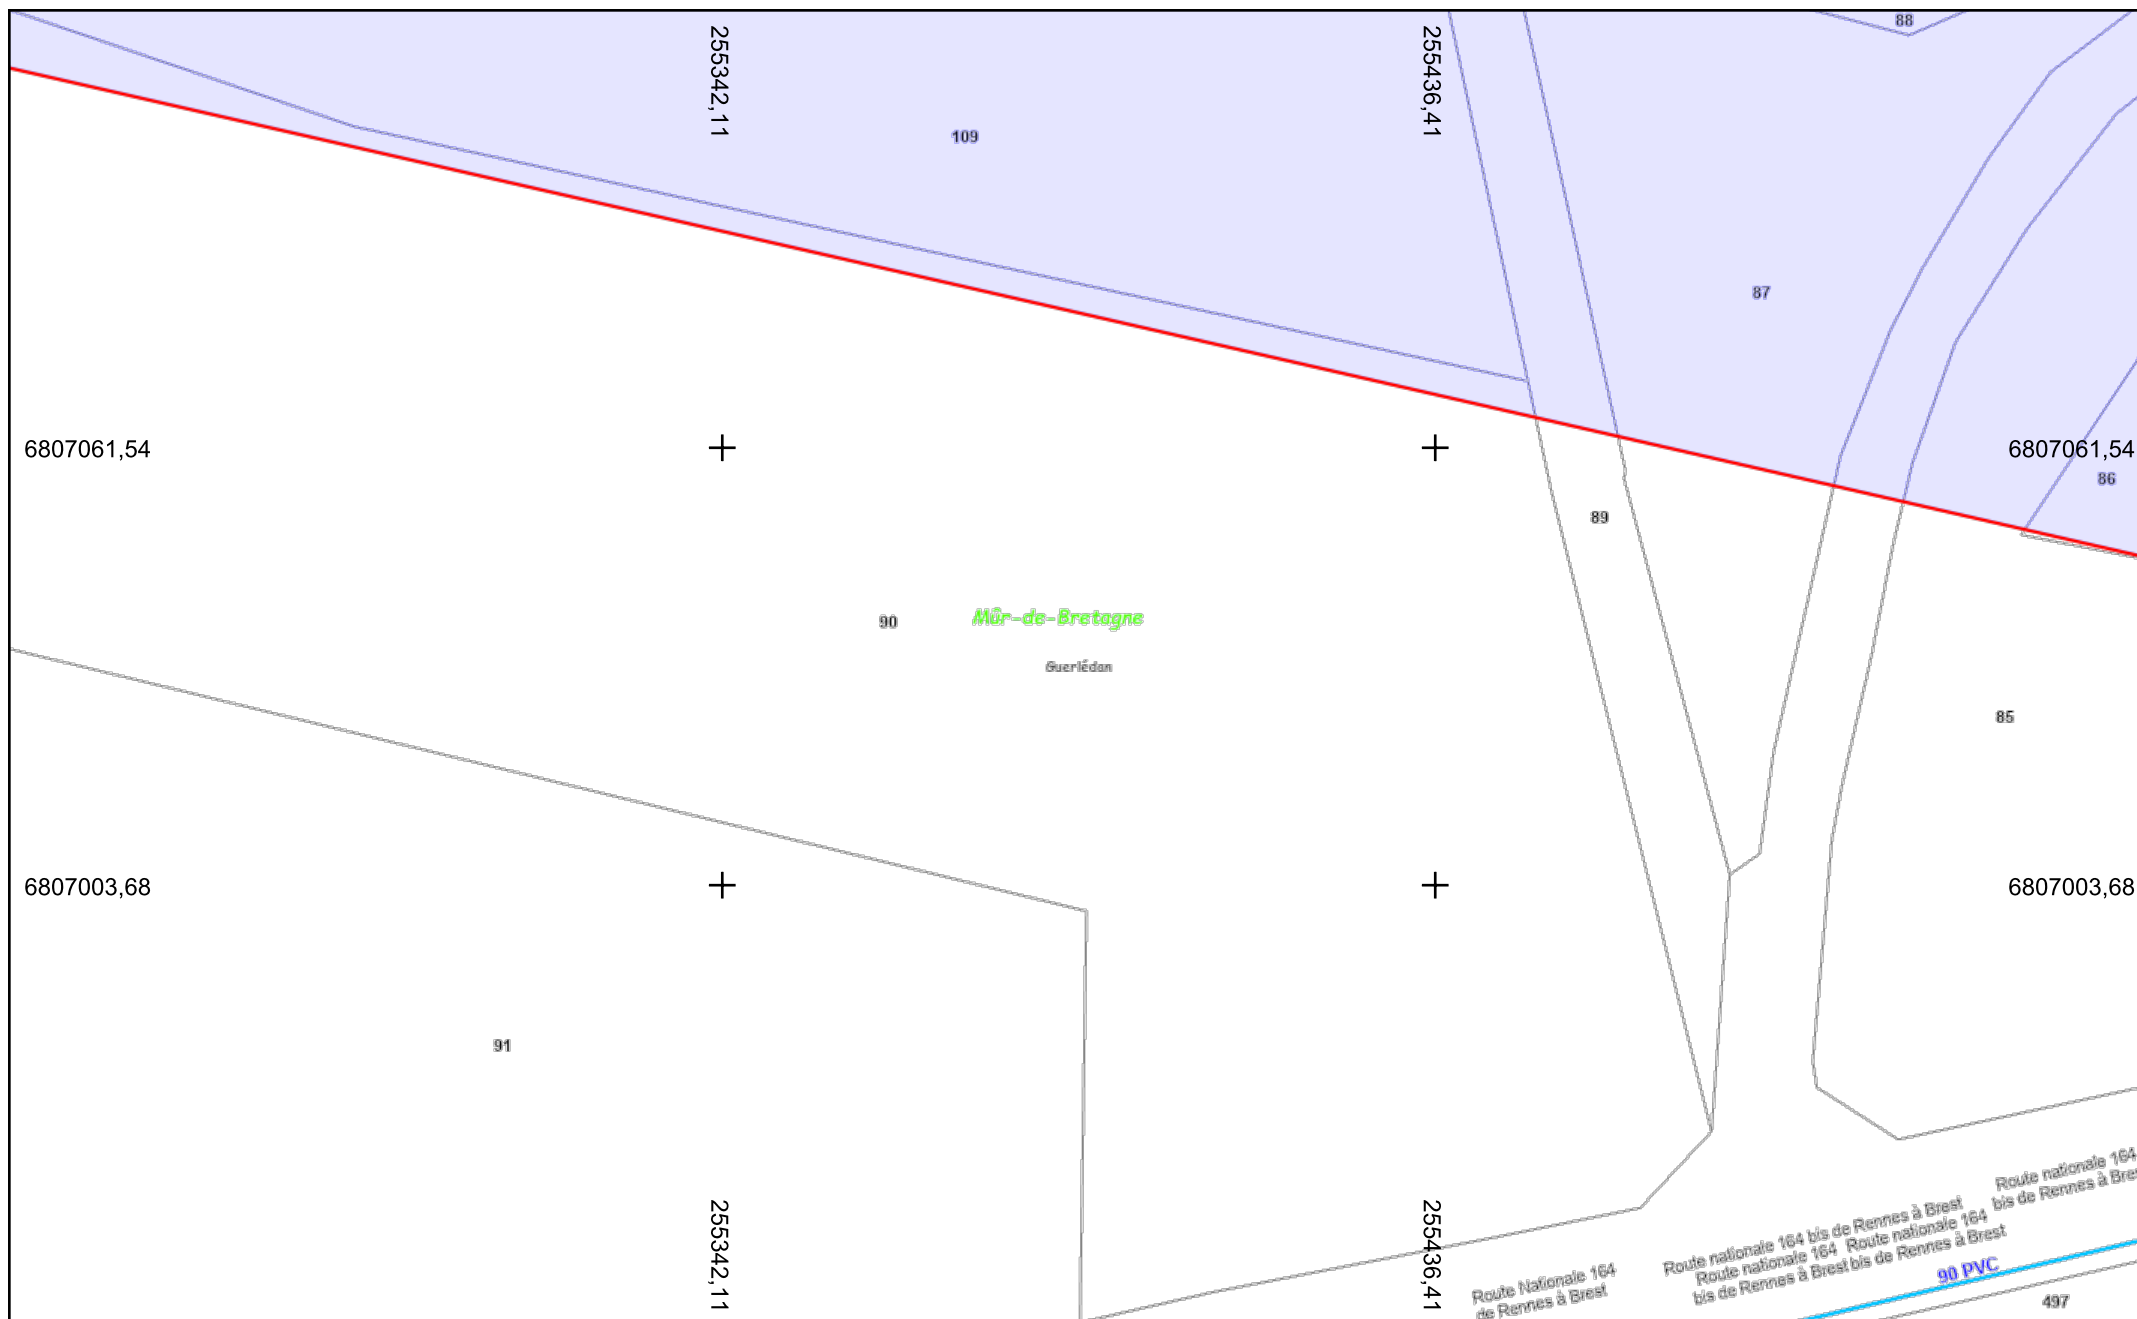 88
255342,11
255436,41
109
87
6807061,54
6807061,54
86
89
90
Mûr-de-Bretagne
Guerlédan
85
6807003,68
6807003,68
91
255342,11
255436,41
Route nationale 164
bis de Rennes à Bre
Route nationale 164 bis de Rennes à Brest
Route nationale 164
bis de Rennes à Brest
Route nationale 164
bis de Rennes à Brest
Route Nationale 164
de Rennes à Brest
90 PVC
497